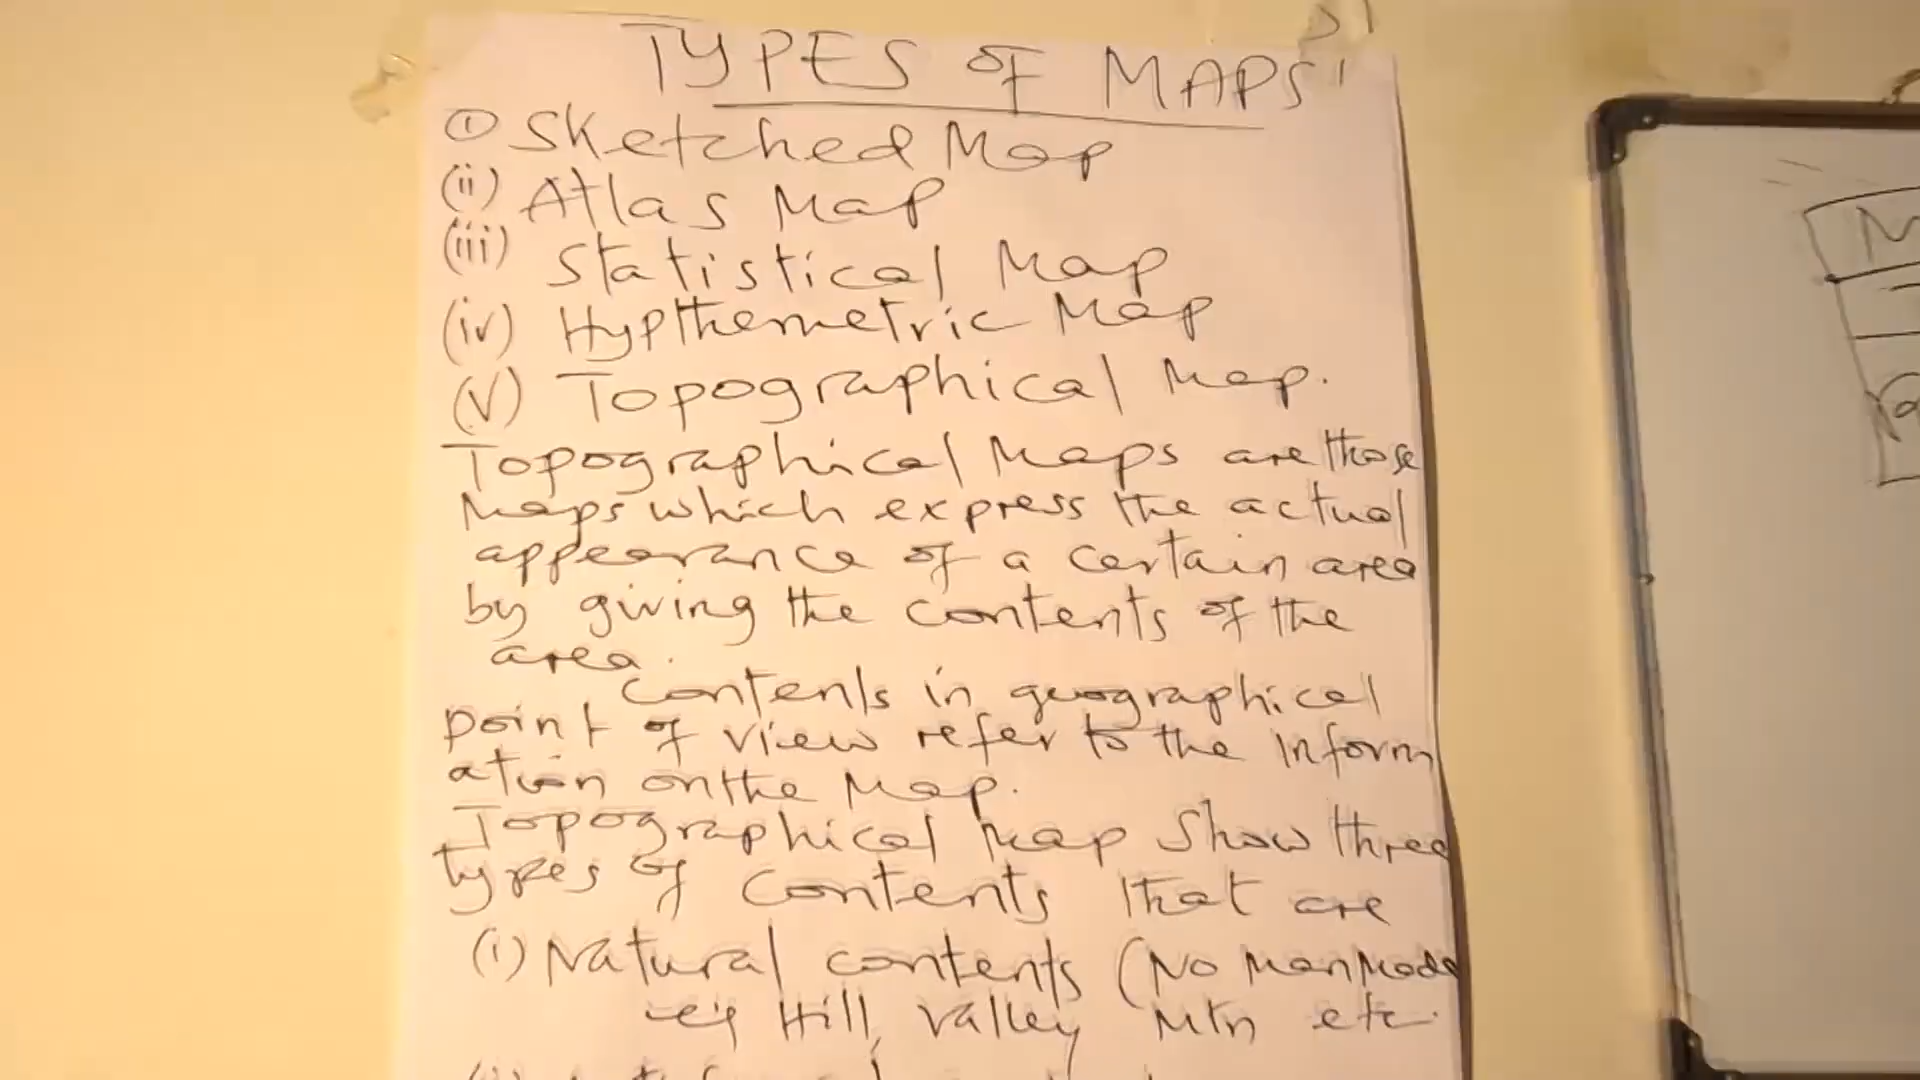 TYPES OF MAPS
(i) Sketched Map
(ii) Atlas Map
(iii) Statistical Map
(iv) Hypthemetric Map
(v) Topographical Map.
Topographical Maps are those
Maps which express the actual
appearance of a certain area
by giving the contents of the
area.
Contents in geographical
point of view refer to the inform
ation on the Map.
Topographical Map Show three
types of contents that are
(i) Natural contents (No ManMade
eg Hill, Valley Mtn etc.